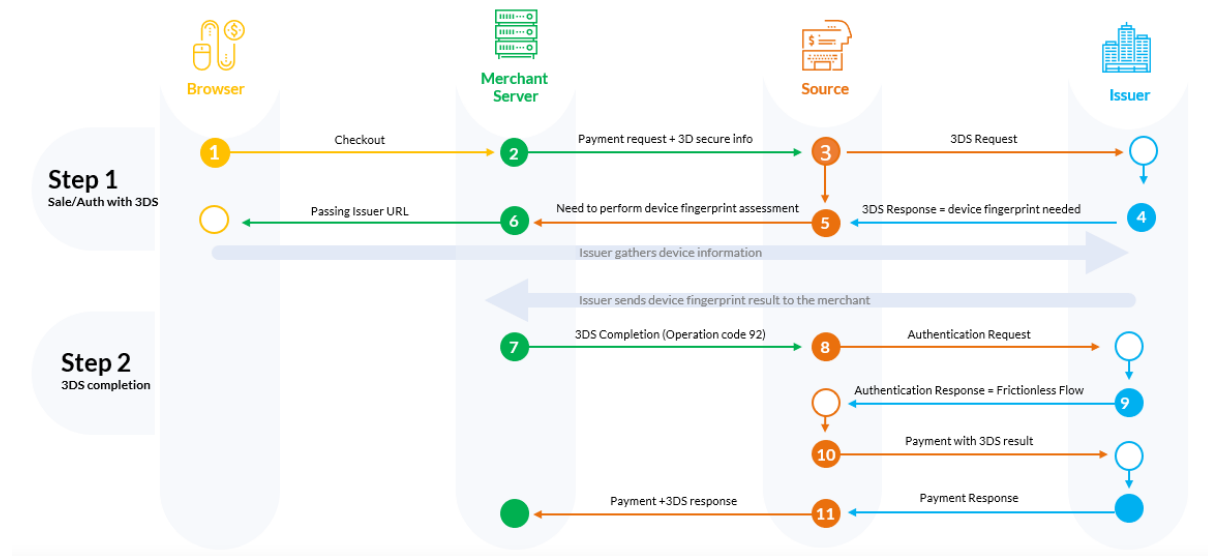 $
$
Browser
Merchant
Server
Source
Issuer
Step 1
Sale/Auth with 3DS
1
Checkout
2
Payment request + 3D secure info
3
3DS Request
Passing Issuer URL
6
Need to perform device fingerprint assessment
5
3DS Response = device fingerprint needed
4
Issuer gathers device information
Issuer sends device fingerprint result to the merchant
Step 2
3DS completion
7
3DS Completion (Operation code 92)
8
Authentication Request
Authentication Response = Frictionless Flow
9
10
Payment with 3DS result
Payment +3DS response
11
Payment Response